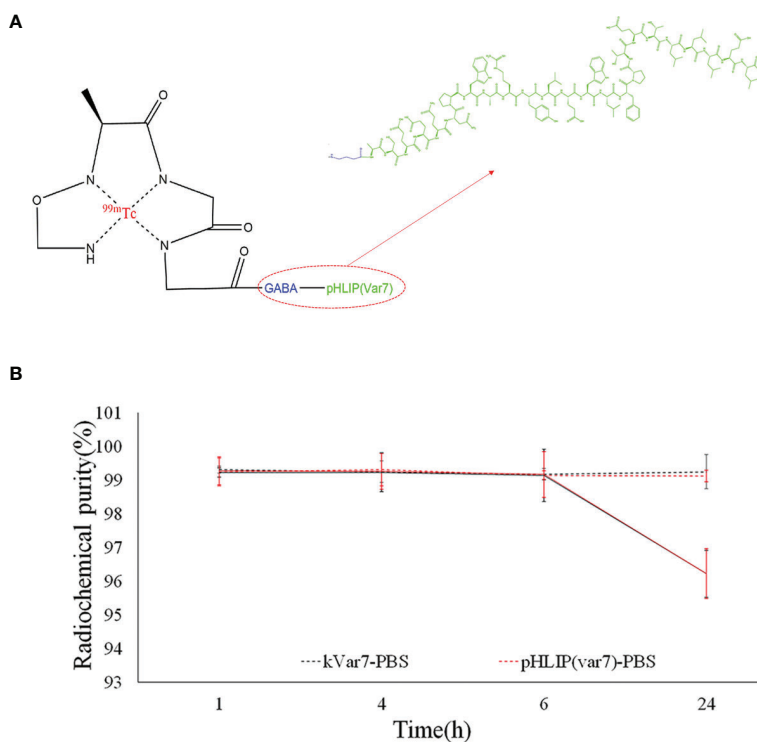 A
O
N
N
O
99mTc
NH
N
O
O
GABA
pHLIP(Var7)
B
Radiochemical purity(%)
101
100
99
98
97
96
95
94
93
kVar7-PBS
pHLIP(var7)-PBS
1
4
6
24
Time(h)